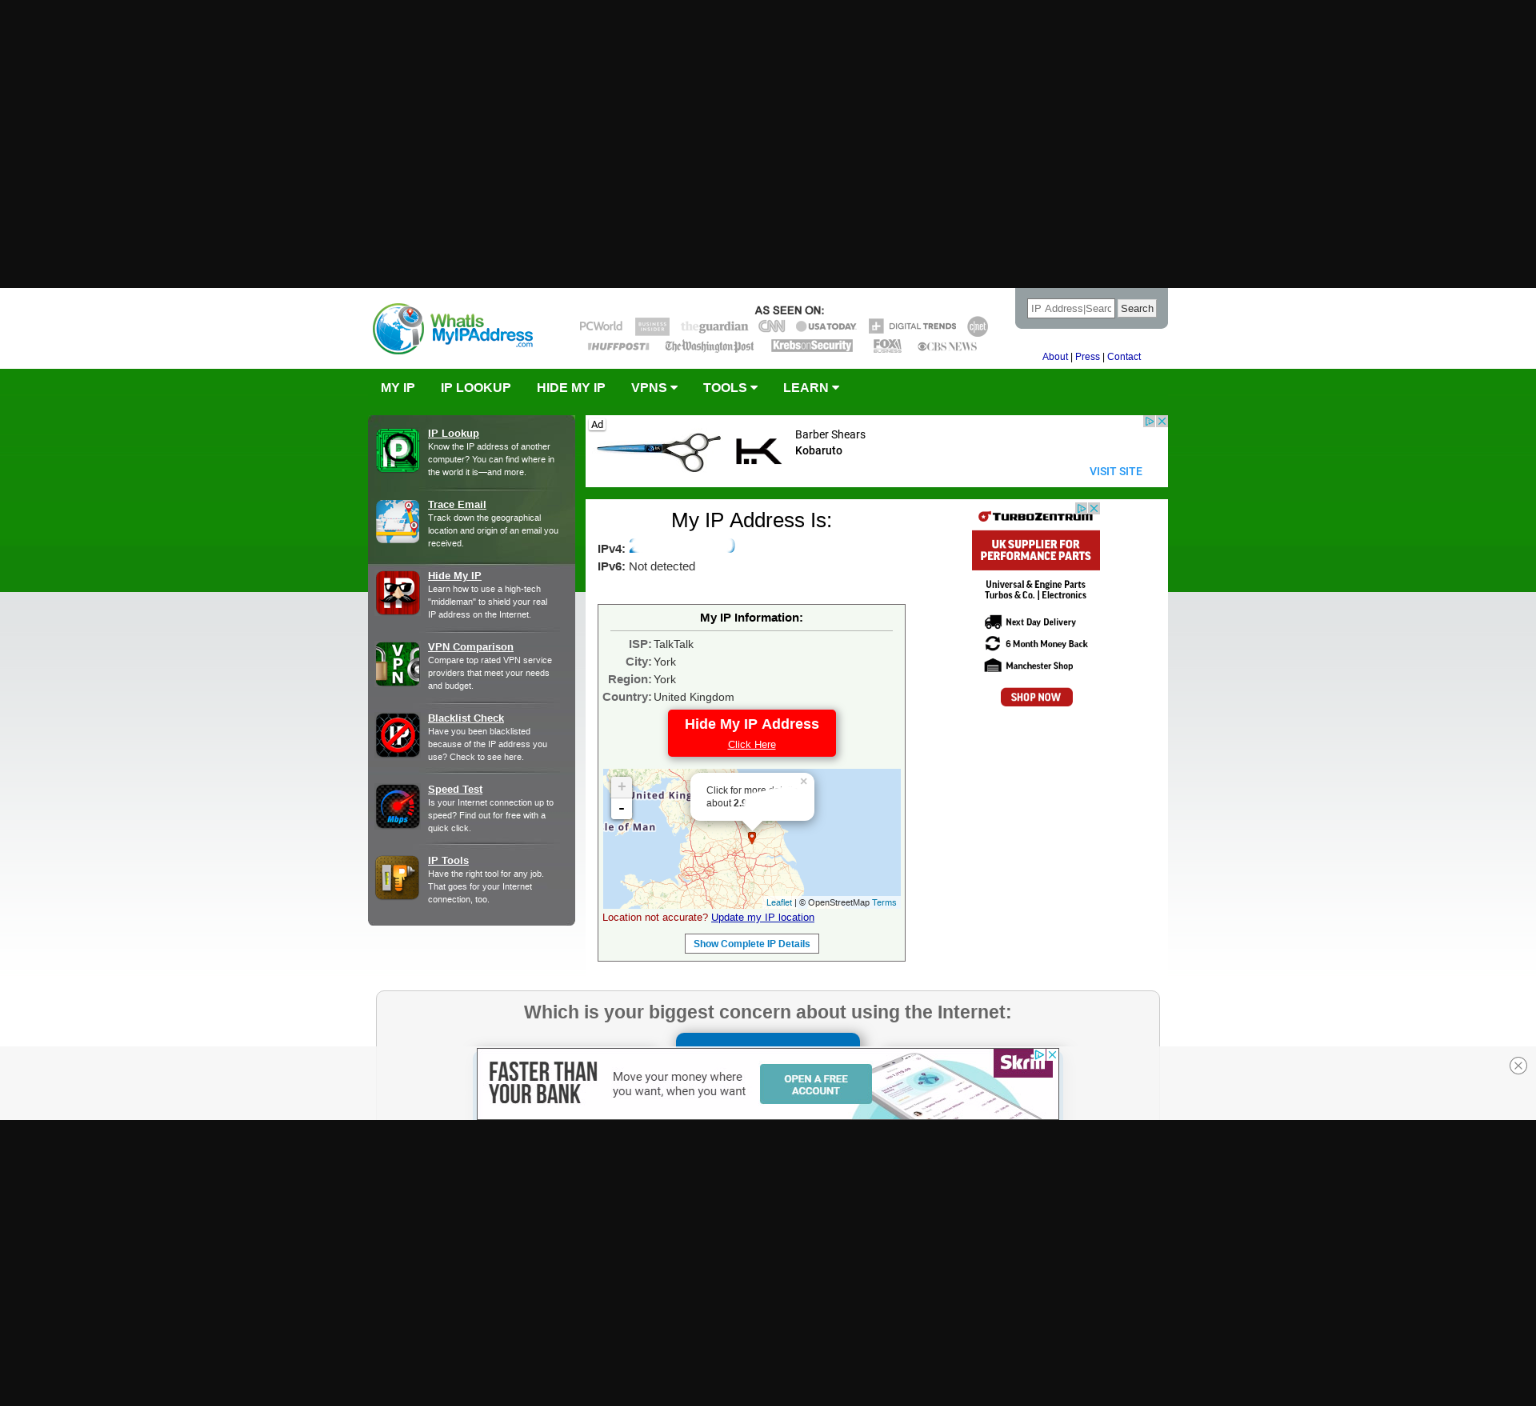 WhatIs
MyIPAddress
.com
AS SEEN ON:
PCWorld
BUSINESS
INSIDER
theguardian
CNN
USA TODAY
DIGITAL TRENDS
c|net
IHUFFPOSTI
The Washington Post
KrebsonSecurity
FOX
BUSINESS
CBS NEWS
IP Address|Searc
Search
About | Press | Contact
MY IP
IP LOOKUP
HIDE MY IP
VPNS
TOOLS
LEARN
IP
IP Lookup
Know the IP address of another
computer? You can find where in
the world it is—and more.
Trace Email
Track down the geographical
location and origin of an email you
received.
IP
Hide My IP
Learn how to use a high-tech
"middleman" to shield your real
IP address on the Internet.
VPN
VPN Comparison
Compare top rated VPN service
providers that meet your needs
and budget.
IP
Blacklist Check
Have you been blacklisted
because of the IP address you
use? Check to see here.
Mbps
Speed Test
Is your Internet connection up to
speed? Find out for free with a
quick click.
IP Tools
Have the right tool for any job.
That goes for your Internet
connection, too.
Ad
Barber Shears
Kobaruto
VISIT SITE
My IP Address Is:
IPv4:
IPv6: Not detected
My IP Information:
ISP: TalkTalk
City: York
Region: York
Country: United Kingdom
Hide My IP Address
Click Here
+
-
United King
le of Man
Click for more de
about 2.9
×
Leaflet | © OpenStreetMap Terms
Location not accurate? Update my IP location
Show Complete IP Details
TURBOZENTRUM
UK SUPPLIER FOR
PERFORMANCE PARTS
Universal & Engine Parts
Turbos & Co. | Electronics
Next Day Delivery
6 Month Money Back
Manchester Shop
SHOP NOW
Which is your biggest concern about using the Internet:
FASTER THAN
YOUR BANK
Move your money where
you want, when you want
OPEN A FREE
ACCOUNT
Skrill